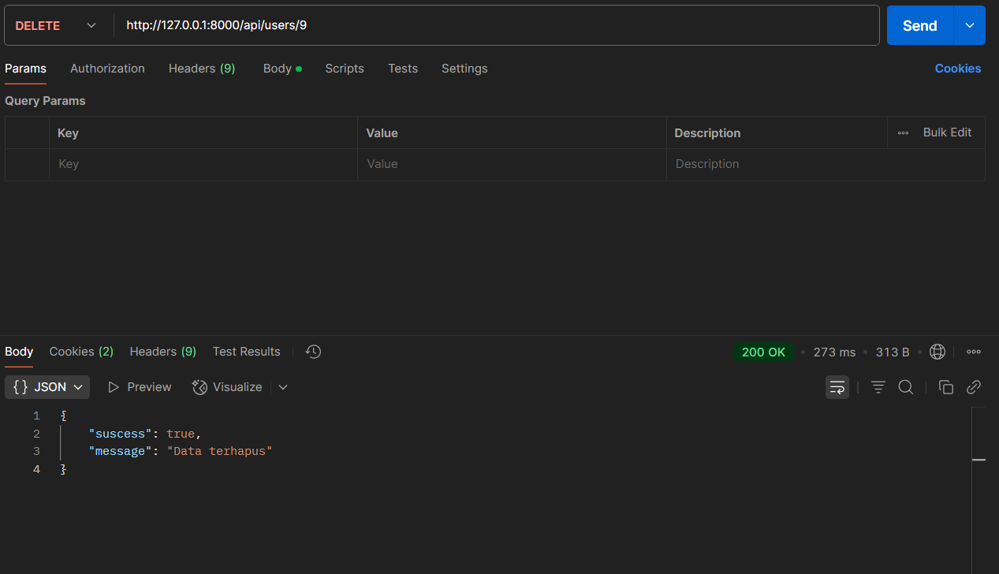 DELETE http://127.0.0.1:8000/api/users/9 Send
Params Authorization Headers (9) Body Scripts Tests Settings Cookies
Query Params
Key Value Description Bulk Edit
Key Value Description
Body Cookies (2) Headers (9) Test Results 200 OK 273 ms 313 B
{} JSON Preview Visualize
1 {
2 "suscess": true,
3 "message": "Data terhapus"
4 }